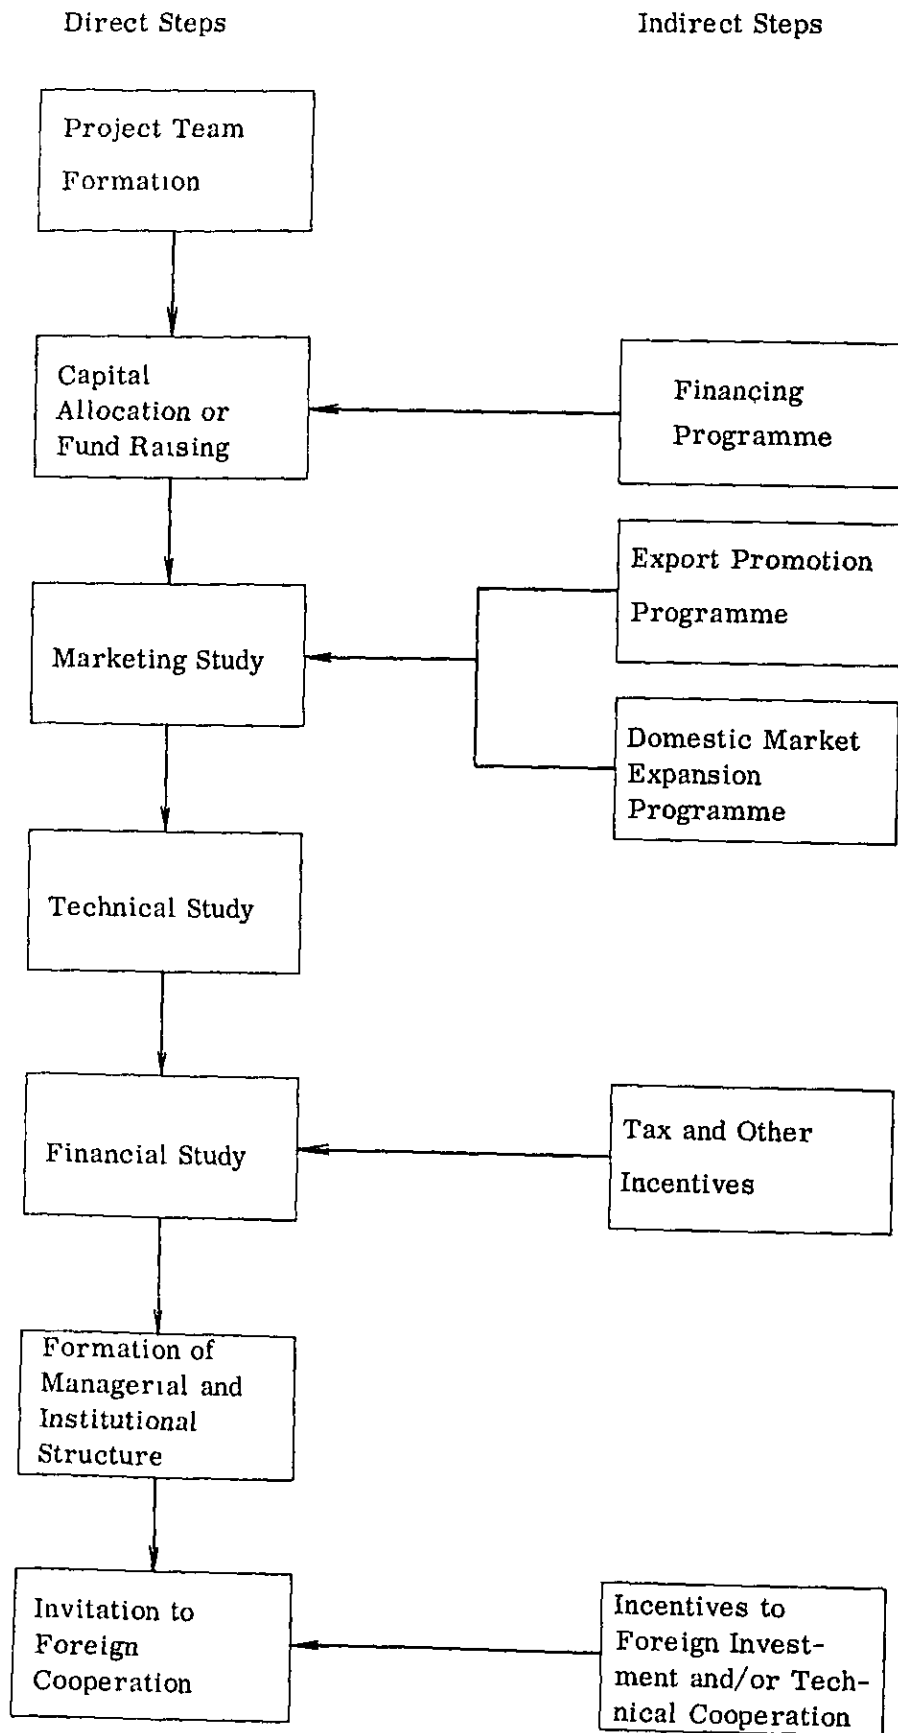 Direct Steps
Indirect Steps
Project Team
Formation
Capital
Allocation or
Fund Raising
Financing
Programme
Export Promotion
Programme
Marketing Study
Domestic Market
Expansion
Programme
Technical Study
Financial Study
Tax and Other
Incentives
Formation of
Managerial and
Institutional
Structure
Invitation to
Foreign
Cooperation
Incentives to
Foreign Invest-
ment and/or Tech-
nical Cooperation